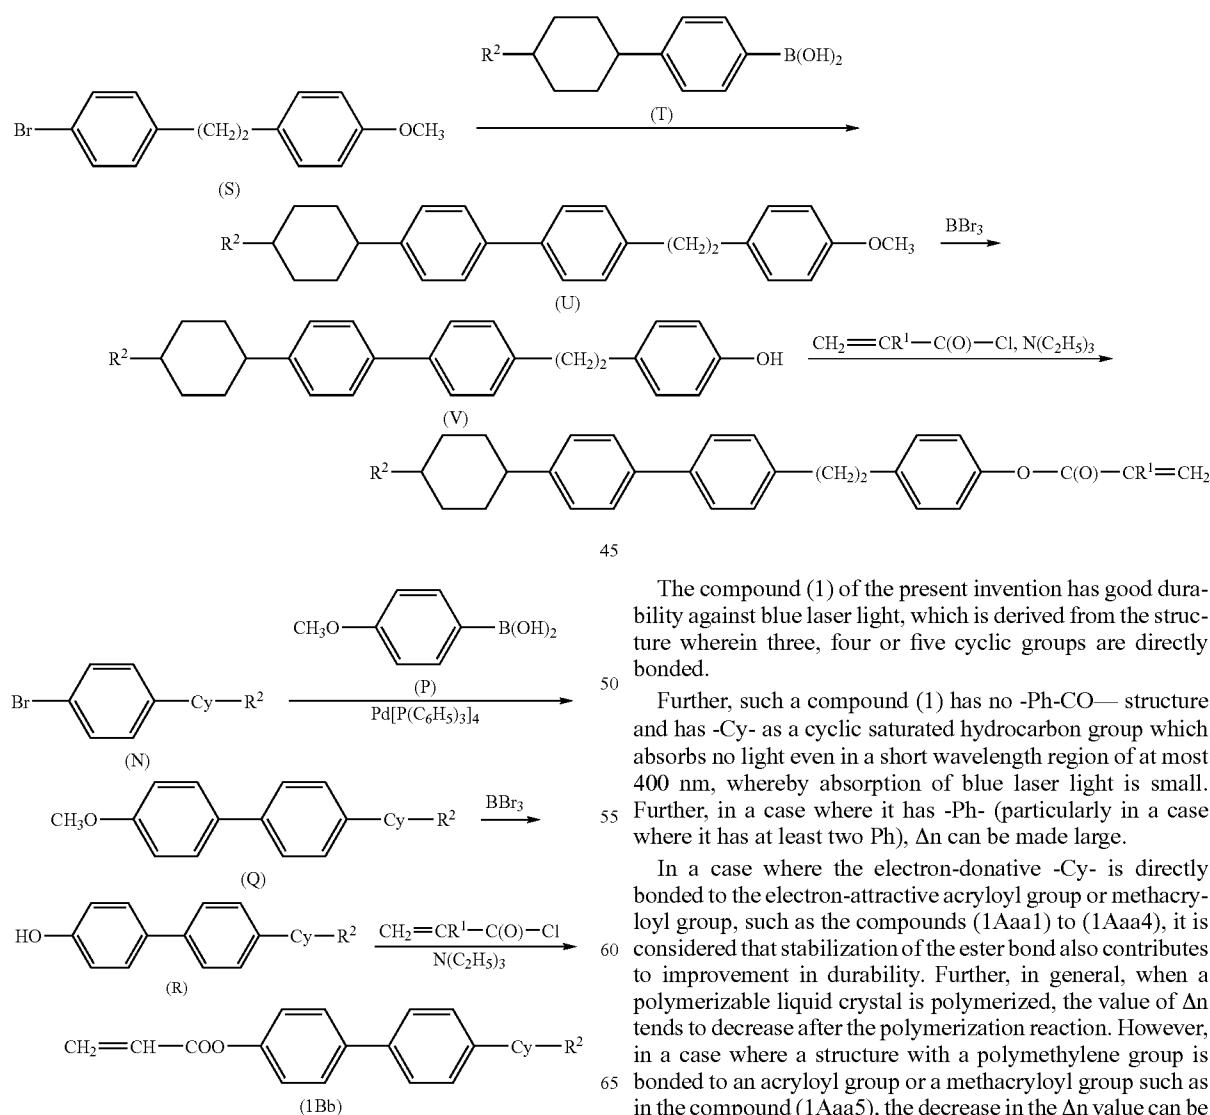 R²
B(OH)₂
(T)
Br
(CH)₂
OCH₃
(S)
R²
(CH)₂
OCH₃
BBr₃
(U)
R²
(CH)₂
OH
CH₂=CR¹—C(O)—Cl, N(C₂H₅)₃
(V)
R²
(CH)₂
O—C(O)—CR¹=CH₂
45
CH₃O
B(OH)₂
(P)
Br
Cy—R²
Pd[P(C₆H₅)₃]₄
(N)
CH₃O
Cy—R²
BBr₃
(Q)
HO
Cy—R²
CH₂=CR¹—C(O)—Cl
N(C₂H₅)₃
(R)
CH₂=CH—COO
Cy—R²
(1Bb)
The compound (1) of the present invention has good dura-
bility against blue laser light, which is derived from the struc-
ture wherein three, four or five cyclic groups are directly
bonded.
50
Further, such a compound (1) has no -Ph-CO— structure
and has -Cy- as a cyclic saturated hydrocarbon group which
absorbs no light even in a short wavelength region of at most
400 nm, whereby absorption of blue laser light is small.
55 Further, in a case where it has -Ph- (particularly in a case
where it has at least two Ph), Δn can be made large.
In a case where the electron-donative -Cy- is directly
bonded to the electron-attractive acryloyl group or methacry-
loyl group, such as the compounds (1Aaa1) to (1Aaa4), it is
60 considered that stabilization of the ester bond also contributes
to improvement in durability. Further, in general, when a
polymerizable liquid crystal is polymerized, the value of Δn
tends to decrease after the polymerization reaction. However,
in a case where a structure with a polymethylene group is
65 bonded to an acryloyl group or a methacryloyl group such as
in the compound (1Aaa5), the decrease in the Δn value can be